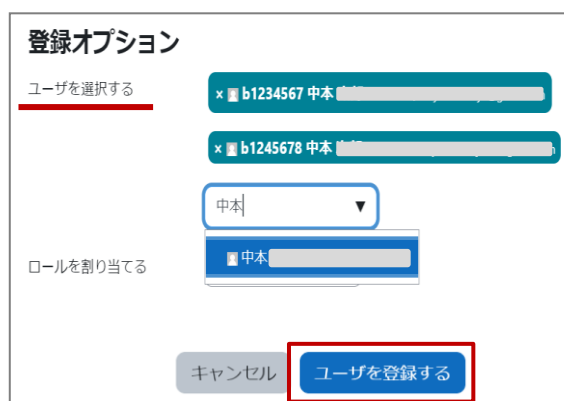 登録オプション
ユーザを選択する
× b1234567 中本
× b1245678 中本
中本 ▼
中本
ロールを割り当てる
キャンセル ユーザを登録する